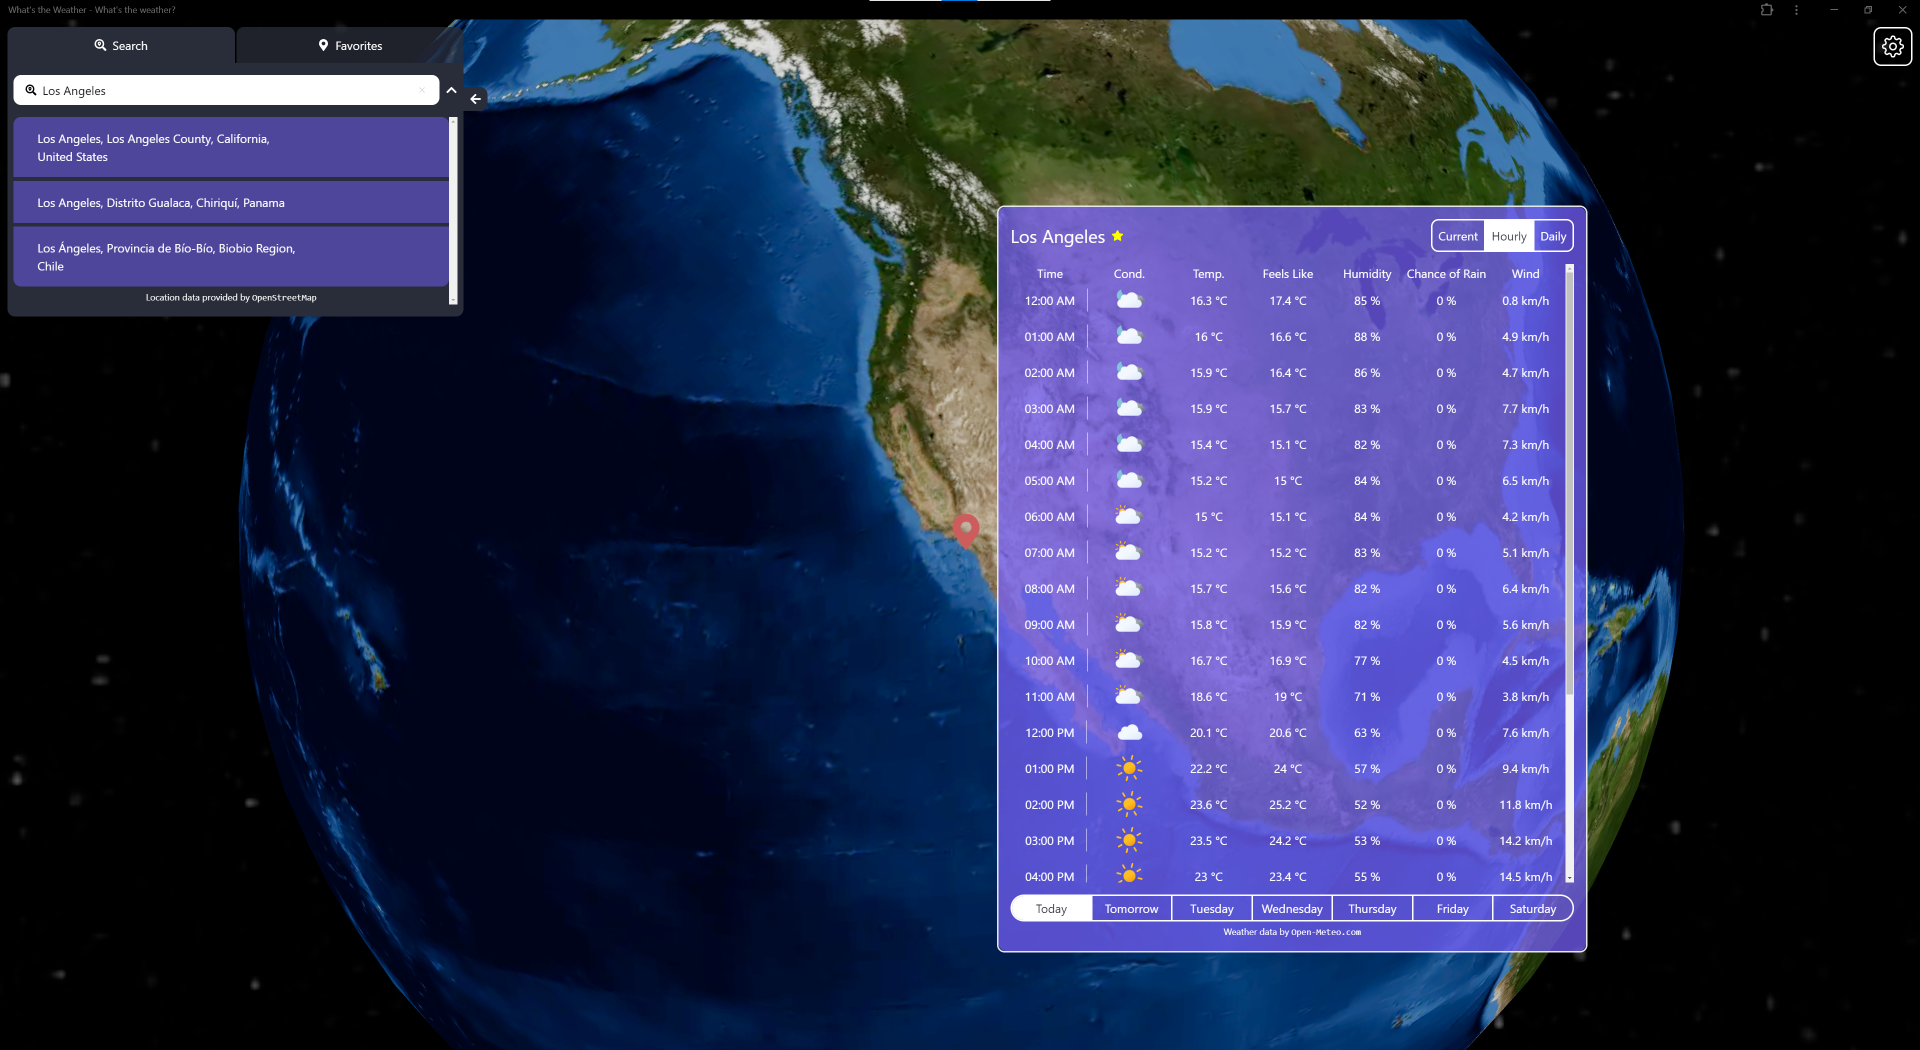 What's the Weather - What's the weather?
Search
Favorites
Los Angeles
Los Angeles, Los Angeles County, California,
United States
Los Angeles, Distrito Gualaca, Chiriquí, Panama
Los Ángeles, Provincia de Bío-Bío, Biobio Region,
Chile
Location data provided by OpenStreetMap
Los Angeles
Current Hourly Daily
Time Cond. Temp. Feels Like Humidity Chance of Rain Wind
12:00 AM 16.3 °C 17.4 °C 85 % 0 % 0.8 km/h
01:00 AM 16 °C 16.6 °C 88 % 0 % 4.9 km/h
02:00 AM 15.9 °C 16.4 °C 86 % 0 % 4.7 km/h
03:00 AM 15.9 °C 15.7 °C 83 % 0 % 7.7 km/h
04:00 AM 15.4 °C 15.1 °C 82 % 0 % 7.3 km/h
05:00 AM 15.2 °C 15 °C 84 % 0 % 6.5 km/h
06:00 AM 15 °C 15.1 °C 84 % 0 % 4.2 km/h
07:00 AM 15.2 °C 15.2 °C 83 % 0 % 5.1 km/h
08:00 AM 15.7 °C 15.6 °C 82 % 0 % 6.4 km/h
09:00 AM 15.8 °C 15.9 °C 82 % 0 % 5.6 km/h
10:00 AM 16.7 °C 16.9 °C 77 % 0 % 4.5 km/h
11:00 AM 18.6 °C 19 °C 71 % 0 % 3.8 km/h
12:00 PM 20.1 °C 20.6 °C 63 % 0 % 7.6 km/h
01:00 PM 22.2 °C 24 °C 57 % 0 % 9.4 km/h
02:00 PM 23.6 °C 25.2 °C 52 % 0 % 11.8 km/h
03:00 PM 23.5 °C 24.2 °C 53 % 0 % 14.2 km/h
04:00 PM 23 °C 23.4 °C 55 % 0 % 14.5 km/h
Today Tomorrow Tuesday Wednesday Thursday Friday Saturday
Weather data by Open-Meteo.com